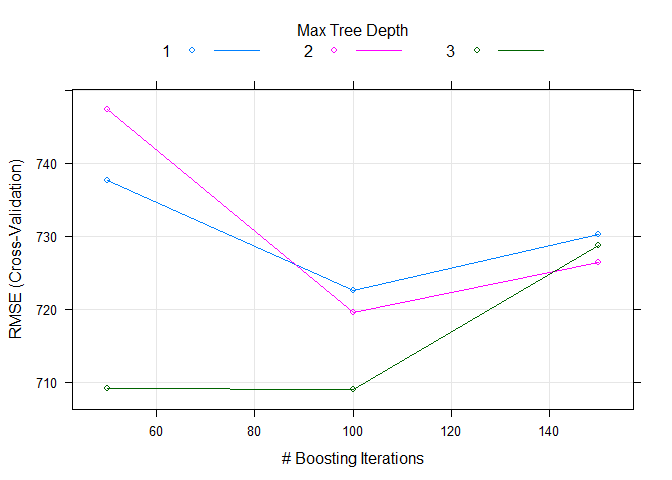 Max Tree Depth
1 2 3
740
730
720
710
RMSE (Cross-Validation)
60 80 100 120 140
# Boosting Iterations